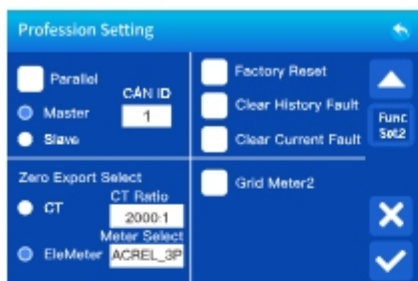 Profession Setting
Parallel
CAN ID
Master
1
Slave
Factory Reset
Clear History Fault
Clear Current Fault
Func
Set2
Zero Export Select
CT Ratio
CT
2000:1
Meter Select
EleMeter
ACREL_3P
Grid Meter2